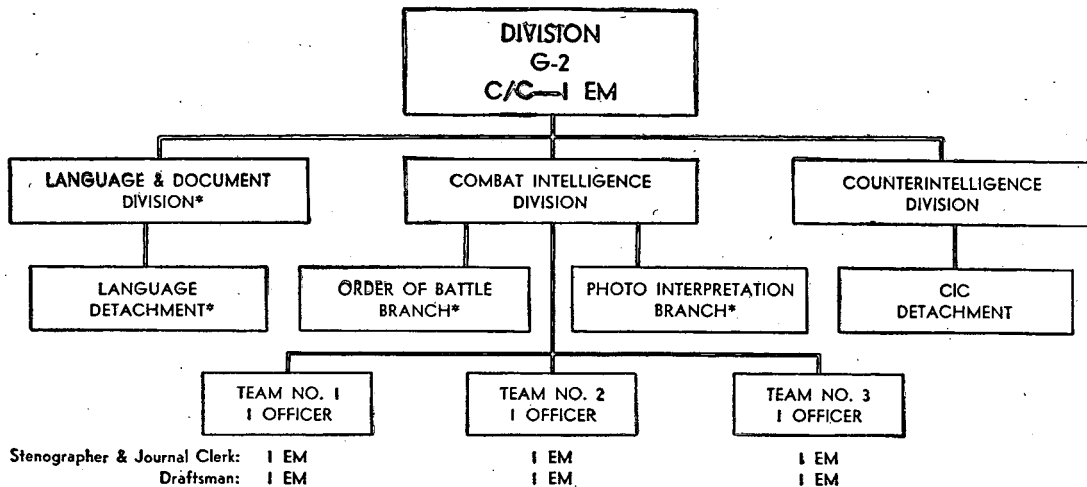 DIVISION
G-2
C/C—1 EM
LANGUAGE & DOCUMENT
DIVISION*
COMBAT INTELLIGENCE
DIVISION
COUNTERINTELLIGENCE
DIVISION
LANGUAGE
DETACHMENT*
ORDER OF BATTLE
BRANCH*
PHOTO INTERPRETATION
BRANCH*
CIC
DETACHMENT
TEAM NO. 1
1 OFFICER
TEAM NO. 2
1 OFFICER
TEAM NO. 3
1 OFFICER
Stenographer & Journal Clerk: 1 EM 1 EM 1 EM
Draftsman: 1 EM 1 EM 1 EM